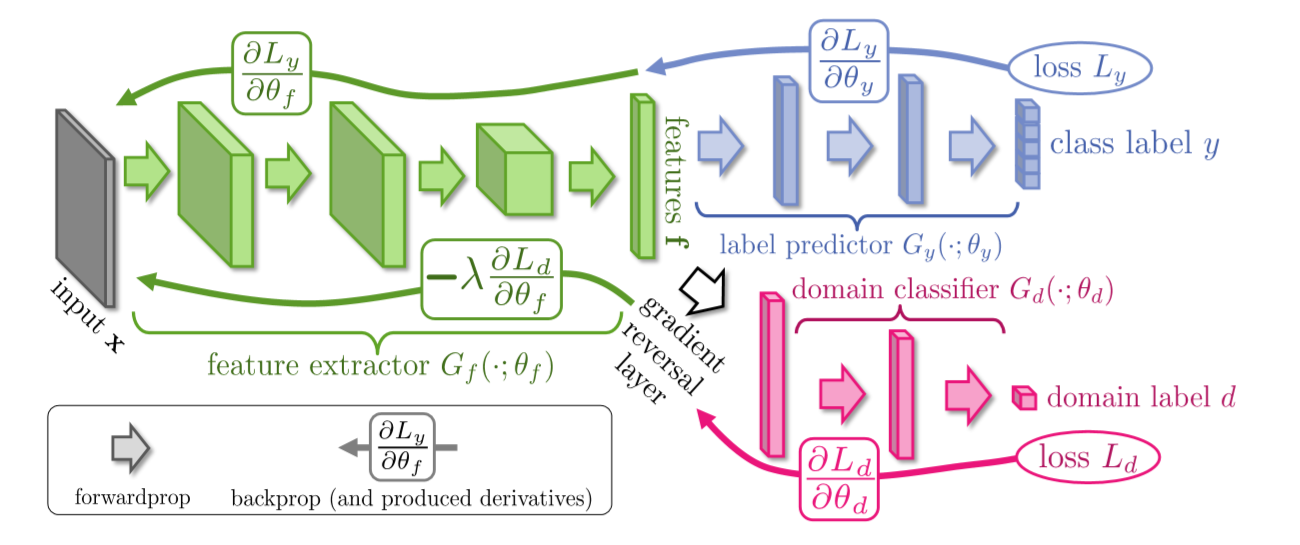 ∂L_y
∂θ_f
∂L_y
∂θ_y
loss L_y
class label y
features f
label predictor G_y(·; θ_y)
input x
−λ ∂L_d
∂θ_f
feature extractor G_f(·; θ_f)
gradient
reversal
layer
domain classifier G_d(·; θ_d)
domain label d
loss L_d
∂L_d
∂θ_d
∂L_y
∂θ_f
forwardprop
backprop (and produced derivatives)